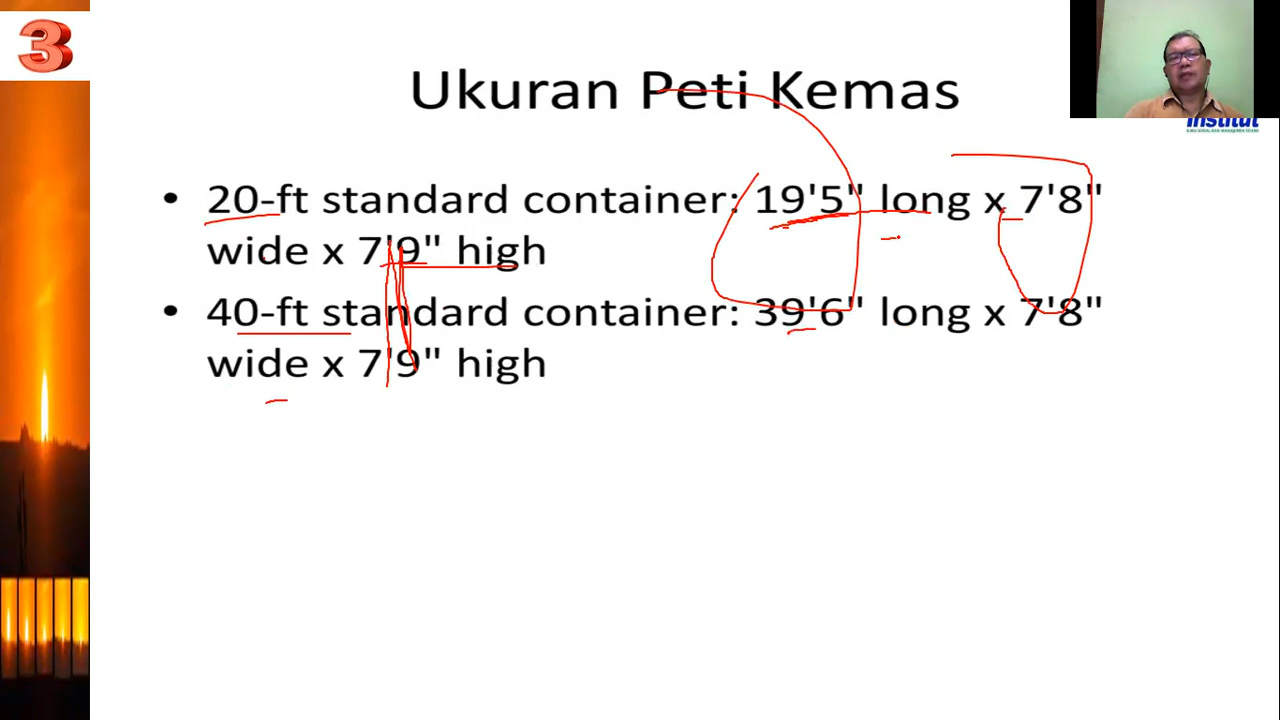 3
Ukuran Peti Kemas
institut
• 20-ft standard container: 19'5" long x 7'8"
wide x 7'9" high
• 40-ft standard container: 39'6" long x 7'8"
wide x 7'9" high